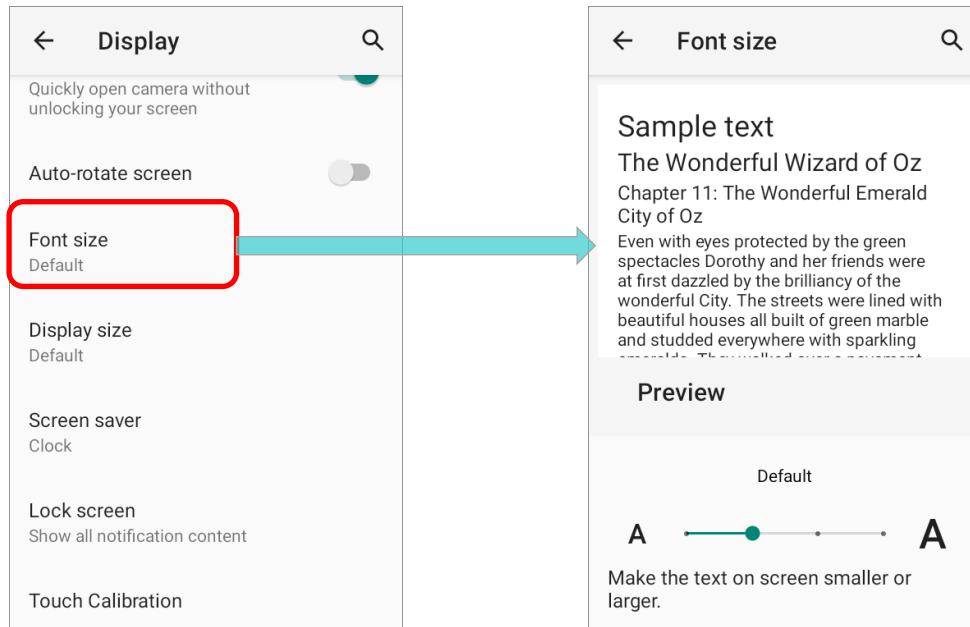 Display
Quickly open camera without
unlocking your screen
Auto-rotate screen
Font size
Default
Display size
Default
Screen saver
Clock
Lock screen
Show all notification content
Touch Calibration
Font size
Sample text
The Wonderful Wizard of Oz
Chapter 11: The Wonderful Emerald
City of Oz
Even with eyes protected by the green
spectacles Dorothy and her friends were
at first dazzled by the brilliancy of the
wonderful City. The streets were lined with
beautiful houses all built of green marble
and studded everywhere with sparkling
emeralds. They walked over a pavement
Preview
Default
A
A
Make the text on screen smaller or
larger.